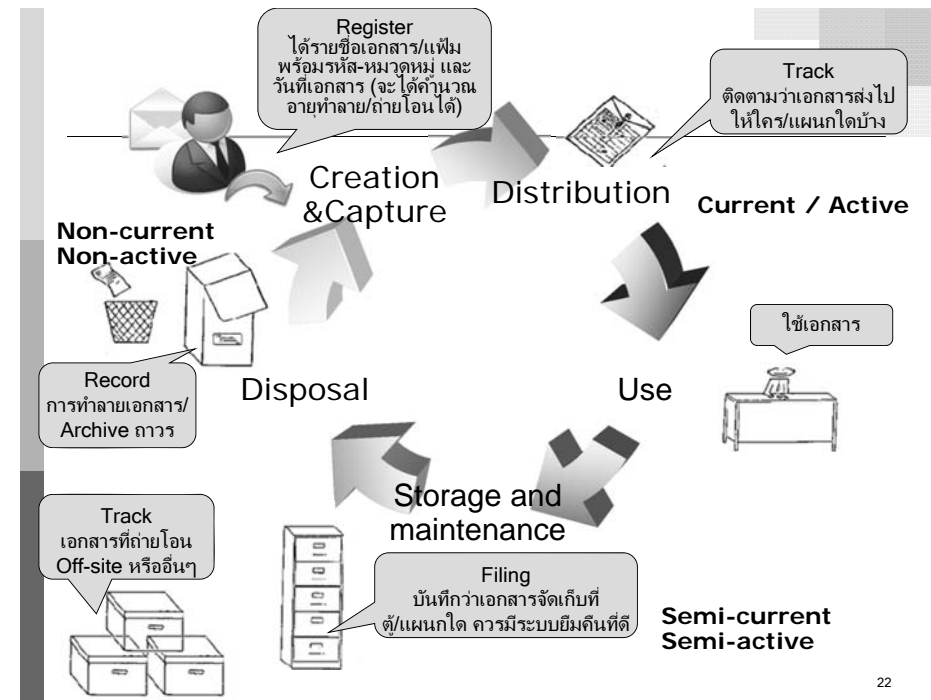 Register
ได้รายชื่อเอกสาร/แฟ้ม
พร้อมรหัส-หมวดหมู่ และ
วันที่เอกสาร (จะได้คำนวณ
อายุทำลาย/ถ่ายโอนได้)
Track
ติดตามว่าเอกสารส่งไป
ให้ใคร/แผนกใดบ้าง
Creation
&Capture
Distribution
Current / Active
Non-current
Non-active
ใช้เอกสาร
Record
การทำลายเอกสาร/
Archive ถาวร
Disposal
Use
Storage and
maintenance
Track
เอกสารที่ถ่ายโอน
Off-site หรืออื่นๆ
Filing
บันทึกว่าเอกสารจัดเก็บที่
ตู้/แผนกใด ควรมีระบบยืมคืนที่ดี
Semi-current
Semi-active
22